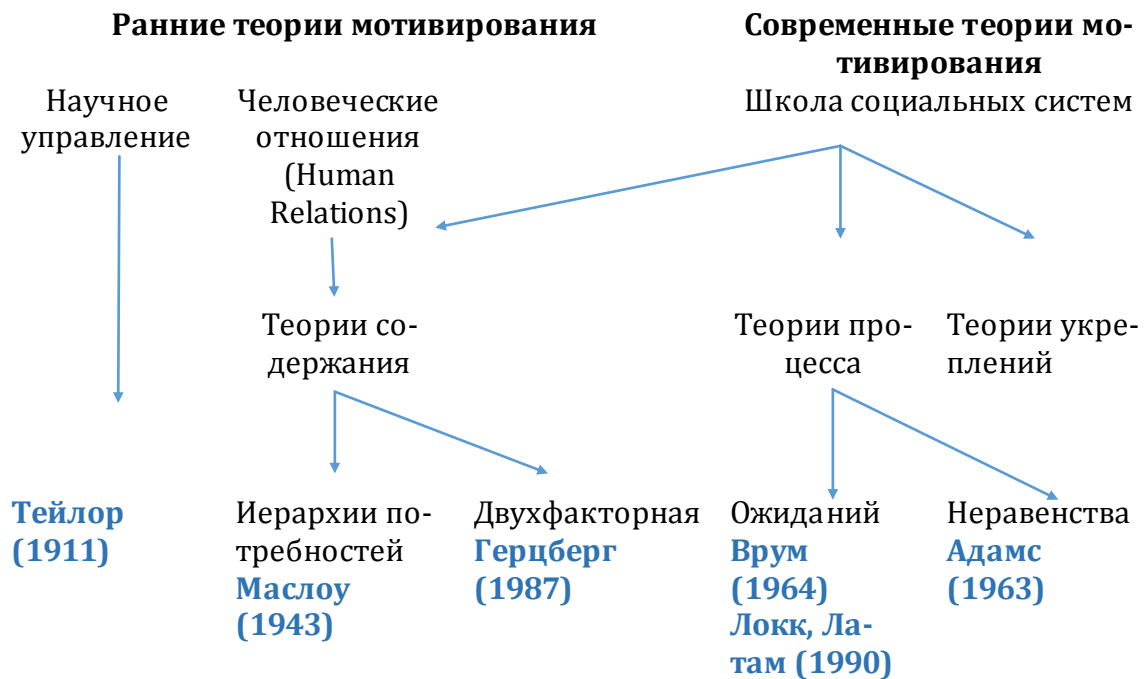 Ранние теории мотивирования
Современные теории мо-
тивирования
Научное
управление
Человеческие
отношения
(Human
Relations)
Школа социальных систем
Теории со-
держания
Теории про-
цесса
Теории укре-
плений
Тейлор
(1911)
Иерархии по-
требностей
Маслоу
(1943)
Двухфакторная
Герцберг
(1987)
Ожиданий
Врум
(1964)
Локк, Ла-
там (1990)
Неравенства
Адамс
(1963)